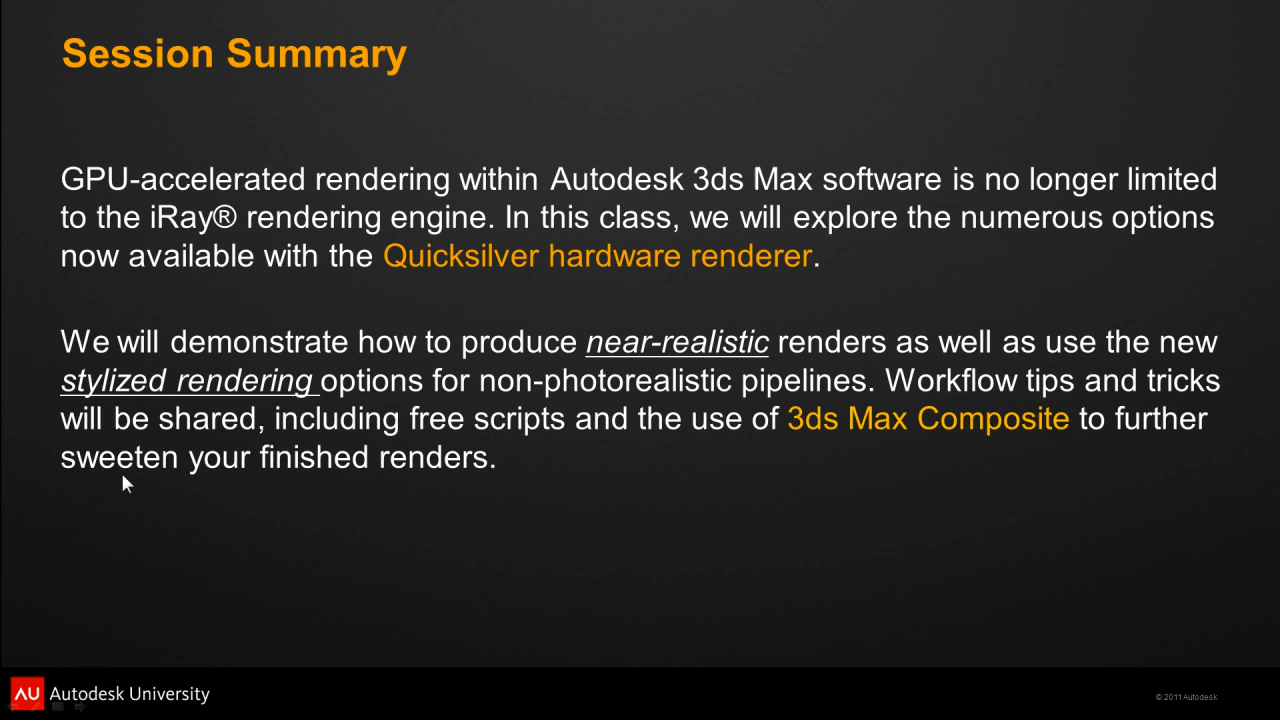 Session Summary
GPU-accelerated rendering within Autodesk 3ds Max software is no longer limited
to the iRay® rendering engine. In this class, we will explore the numerous options
now available with the Quicksilver hardware renderer.
We will demonstrate how to produce near-realistic renders as well as use the new
stylized rendering options for non-photorealistic pipelines. Workflow tips and tricks
will be shared, including free scripts and the use of 3ds Max Composite to further
sweeten your finished renders.
AU Autodesk University
© 2011 Autodesk